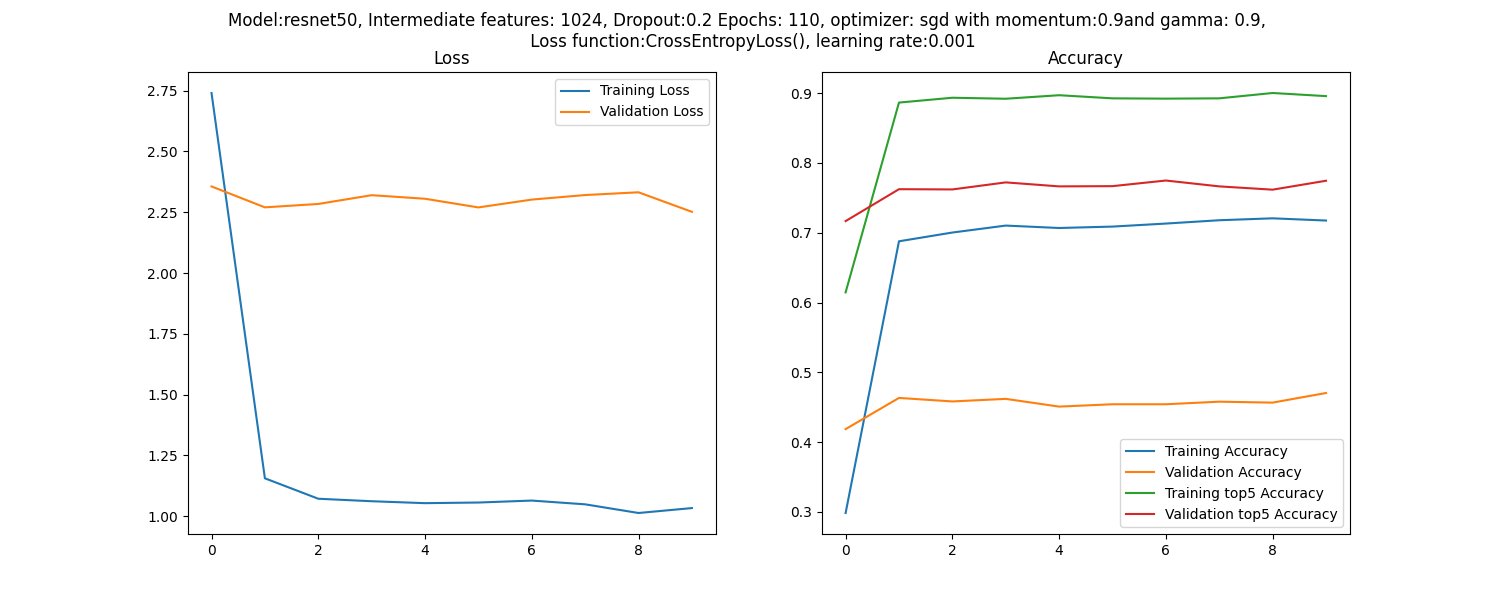 Model:resnet50, Intermediate features: 1024, Dropout:0.2 Epochs: 110, optimizer: sgd with momentum:0.9and gamma: 0.9,
Loss function:CrossEntropyLoss(), learning rate:0.001
Loss
2.75
2.50
2.25
2.00
1.75
1.50
1.25
1.00
0 2 4 6 8
Training Loss
Validation Loss
Accuracy
0.9
0.8
0.7
0.6
0.5
0.4
0.3
0 2 4 6 8
Training Accuracy
Validation Accuracy
Training top5 Accuracy
Validation top5 Accuracy